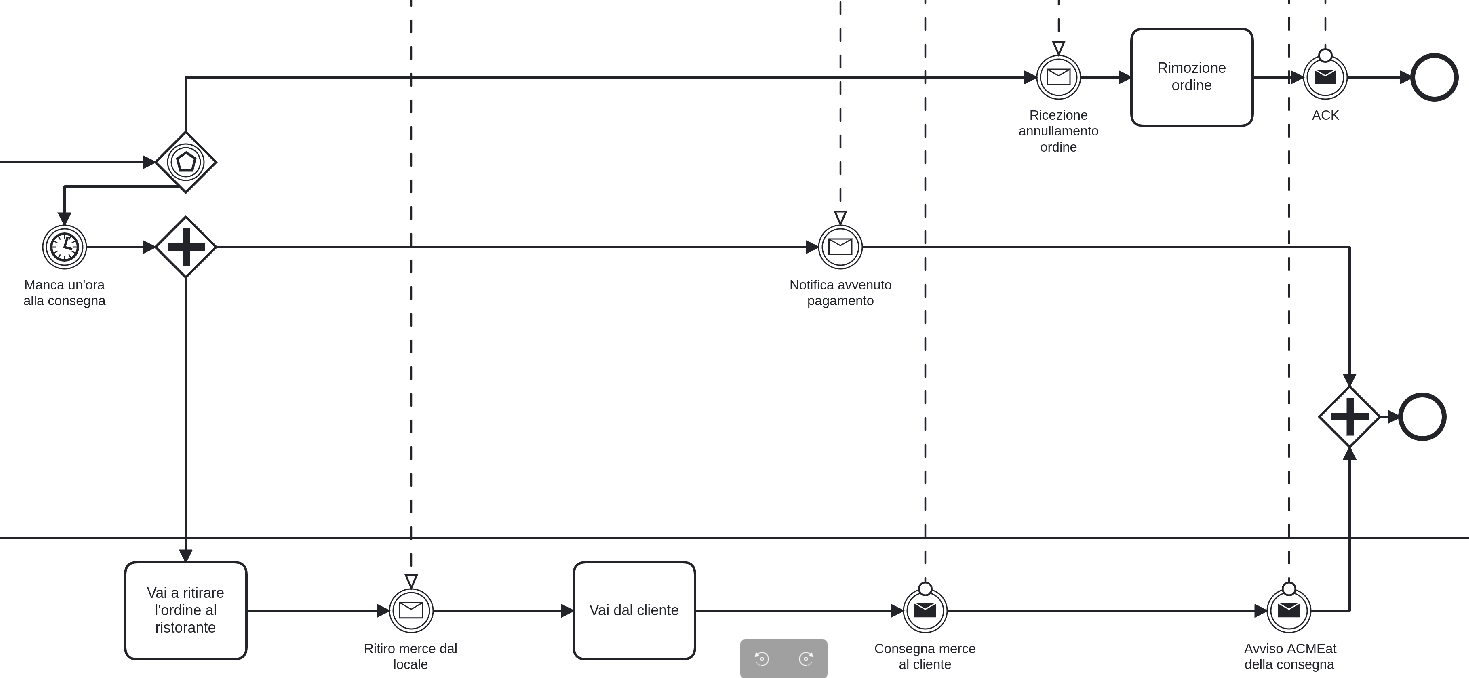 Rimozione
ordine
Ricezione
annullamento
ordine
ACK
Manca un'ora
alla consegna
Notifica avvenuto
pagamento
Vai a ritirare
l'ordine al
ristorante
Ritiro merce dal
locale
Vai dal cliente
Consegna merce
al cliente
Avviso ACMEat
della consegna